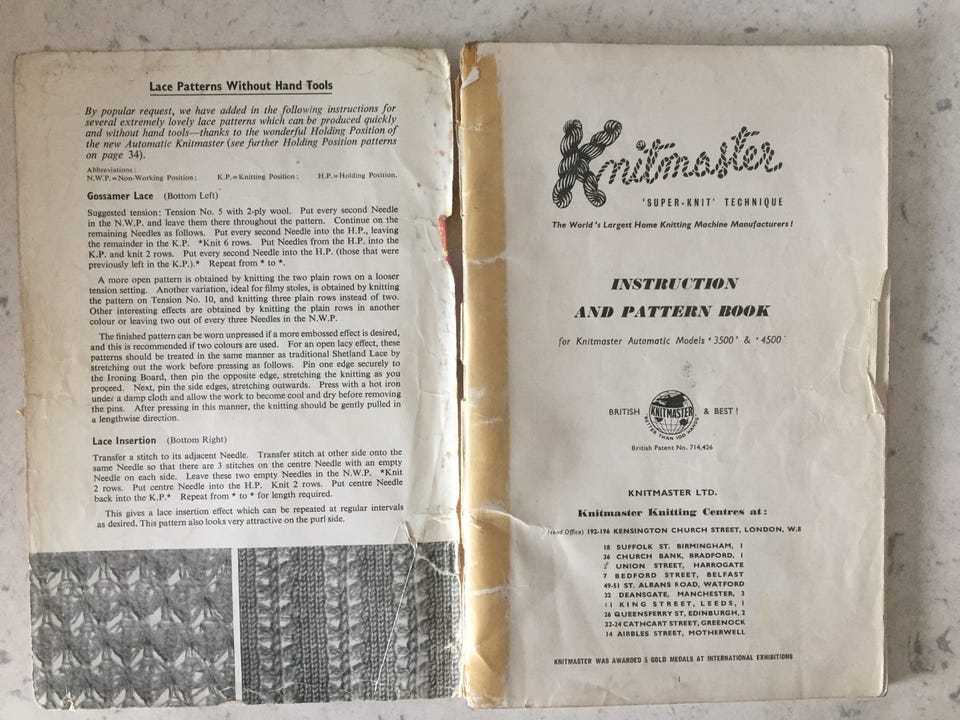 Lace Patterns Without Hand Tools
By popular request, we have added in the following instructions for
several extremely lovely lace patterns which can be produced quickly
and without hand tools—thanks to the wonderful Holding Position of
the new Automatic Knitmaster (see further Holding Position patterns
on page 34).
Abbreviations:
N.W.P.=Non-Working Position; K.P.=Knitting Position; H.P.=Holding Position.
Gossamer Lace (Bottom Left)
Suggested tension: Tension No. 5 with 2-ply wool. Put every second Needle
in the N.W.P. and leave them there throughout the pattern. Continue on the
remaining Needles as follows. Put every second Needle into the H.P., leaving
the remainder in the K.P. *Knit 6 rows. Put Needles from the H.P. into the
K.P. and knit 2 rows. Put every second Needle into the H.P. (those that were
previously left in the K.P.).* Repeat from * to *.
A more open pattern is obtained by knitting the two plain rows on a looser
tension setting. Another variation, ideal for filmy stoles, is obtained by knitting
the pattern on Tension No. 10, and knitting three plain rows instead of two.
Other interesting effects are obtained by knitting the plain rows in another
colour or leaving two out of every three Needles in the N.W.P.
The finished pattern can be worn unpressed if a more embossed effect is desired,
and this is recommended if two colours are used. For an open lacy effect, these
patterns should be treated in the same manner as traditional Shetland Lace by
stretching out the work before pressing as follows. Pin one edge securely to
the Ironing Board, then pin the opposite edge, stretching the knitting as you
proceed. Next, pin the side edges, stretching outwards. Press with a hot iron
under a damp cloth and allow the work to become cool and dry before removing
the pins. After pressing in this manner, the knitting should be gently pulled in
a lengthwise direction.
Lace Insertion (Bottom Right)
Transfer a stitch to its adjacent Needle. Transfer stitch at other side onto the
same Needle so that there are 3 stitches on the centre Needle with an empty
Needle on each side. Leave these two empty Needles in the N.W.P. *Knit
2 rows. Put centre Needle into the H.P. Knit 2 rows. Put centre Needle
back into the K.P.* Repeat from * to * for length required.
This gives a lace insertion effect which can be repeated at regular intervals
as desired. This pattern also looks very attractive on the purl side.
Knitmaster
'SUPER-KNIT' TECHNIQUE
The World's Largest Home Knitting Machine Manufacturers!
INSTRUCTION
AND PATTERN BOOK
for Knitmaster Automatic Models '3500' & '4500'
BRITISH KNITMASTER & BEST!
BETTER THAN 100 HANDS
British Patent No. 714,426
KNITMASTER LTD.
Knitmaster Knitting Centres at:
(Head Office) 192-196 KENSINGTON CHURCH STREET, LONDON, W.8
18 SUFFOLK ST. BIRMINGHAM, 1
36 CHURCH BANK, BRADFORD, 1
UNION STREET, HARROGATE
7 BEDFORD STREET, BELFAST
49-51 ST. ALBANS ROAD, WATFORD
32 DEANSGATE, MANCHESTER, 3
11 KING STREET, LEEDS, 1
26 QUEENSFERRY ST, EDINBURGH, 2
22-24 CATHCART STREET, GREENOCK
14 AIRBLES STREET, MOTHERWELL
KNITMASTER WAS AWARDED 5 GOLD MEDALS AT INTERNATIONAL EXHIBITIONS